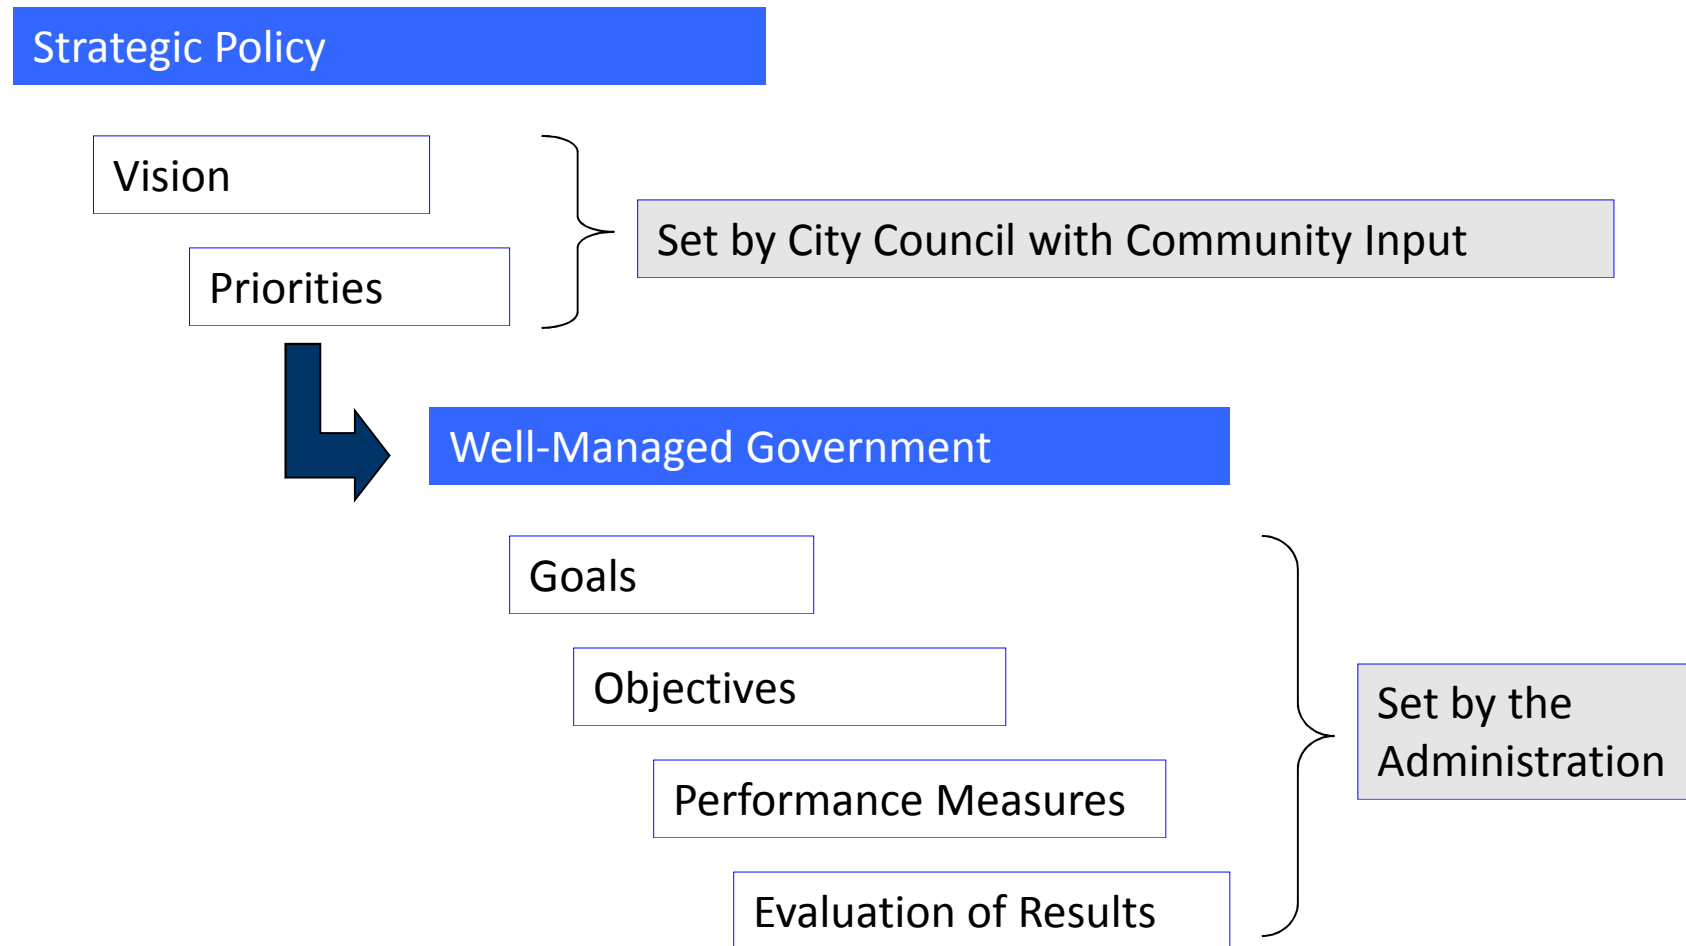 Strategic Policy
Vision
Set by City Council with Community Input
Priorities
Well-Managed Government
Goals
Objectives
Set by the
Administration
Performance Measures
Evaluation of Results